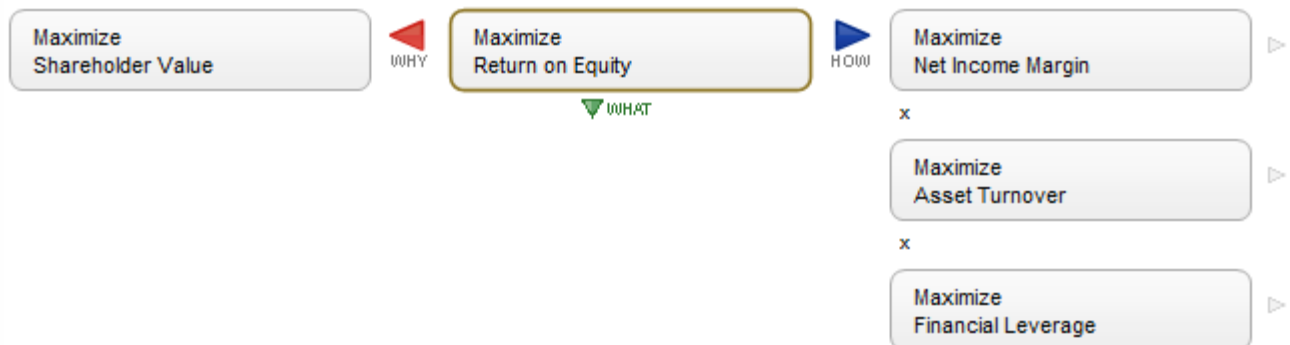 Maximize
Shareholder Value
WHY
Maximize
Return on Equity
WHAT
HOW
Maximize
Net Income Margin
x
Maximize
Asset Turnover
x
Maximize
Financial Leverage